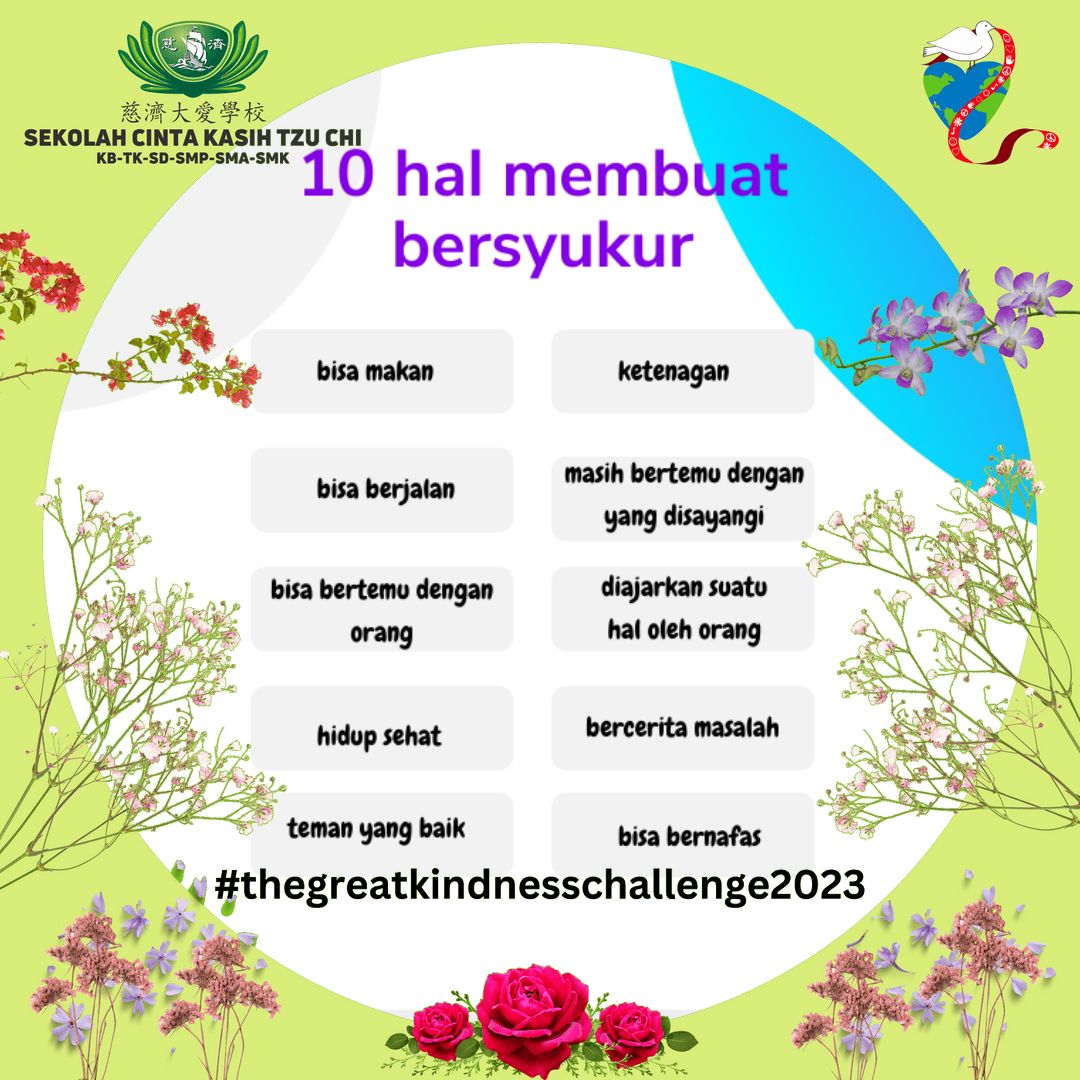 慈 濟
慈濟大愛學校
SEKOLAH CINTA KASIH TZU CHI
KB-TK-SD-SMP-SMA-SMK
10 hal membuat
bersyukur
bisa makan
ketenagan
bisa berjalan
masih bertemu dengan
yang disayangi
bisa bertemu dengan
orang
diajarkan suatu
hal oleh orang
hidup sehat
bercerita masalah
teman yang baik
bisa bernafas
#thegreatkindnesschallenge2023